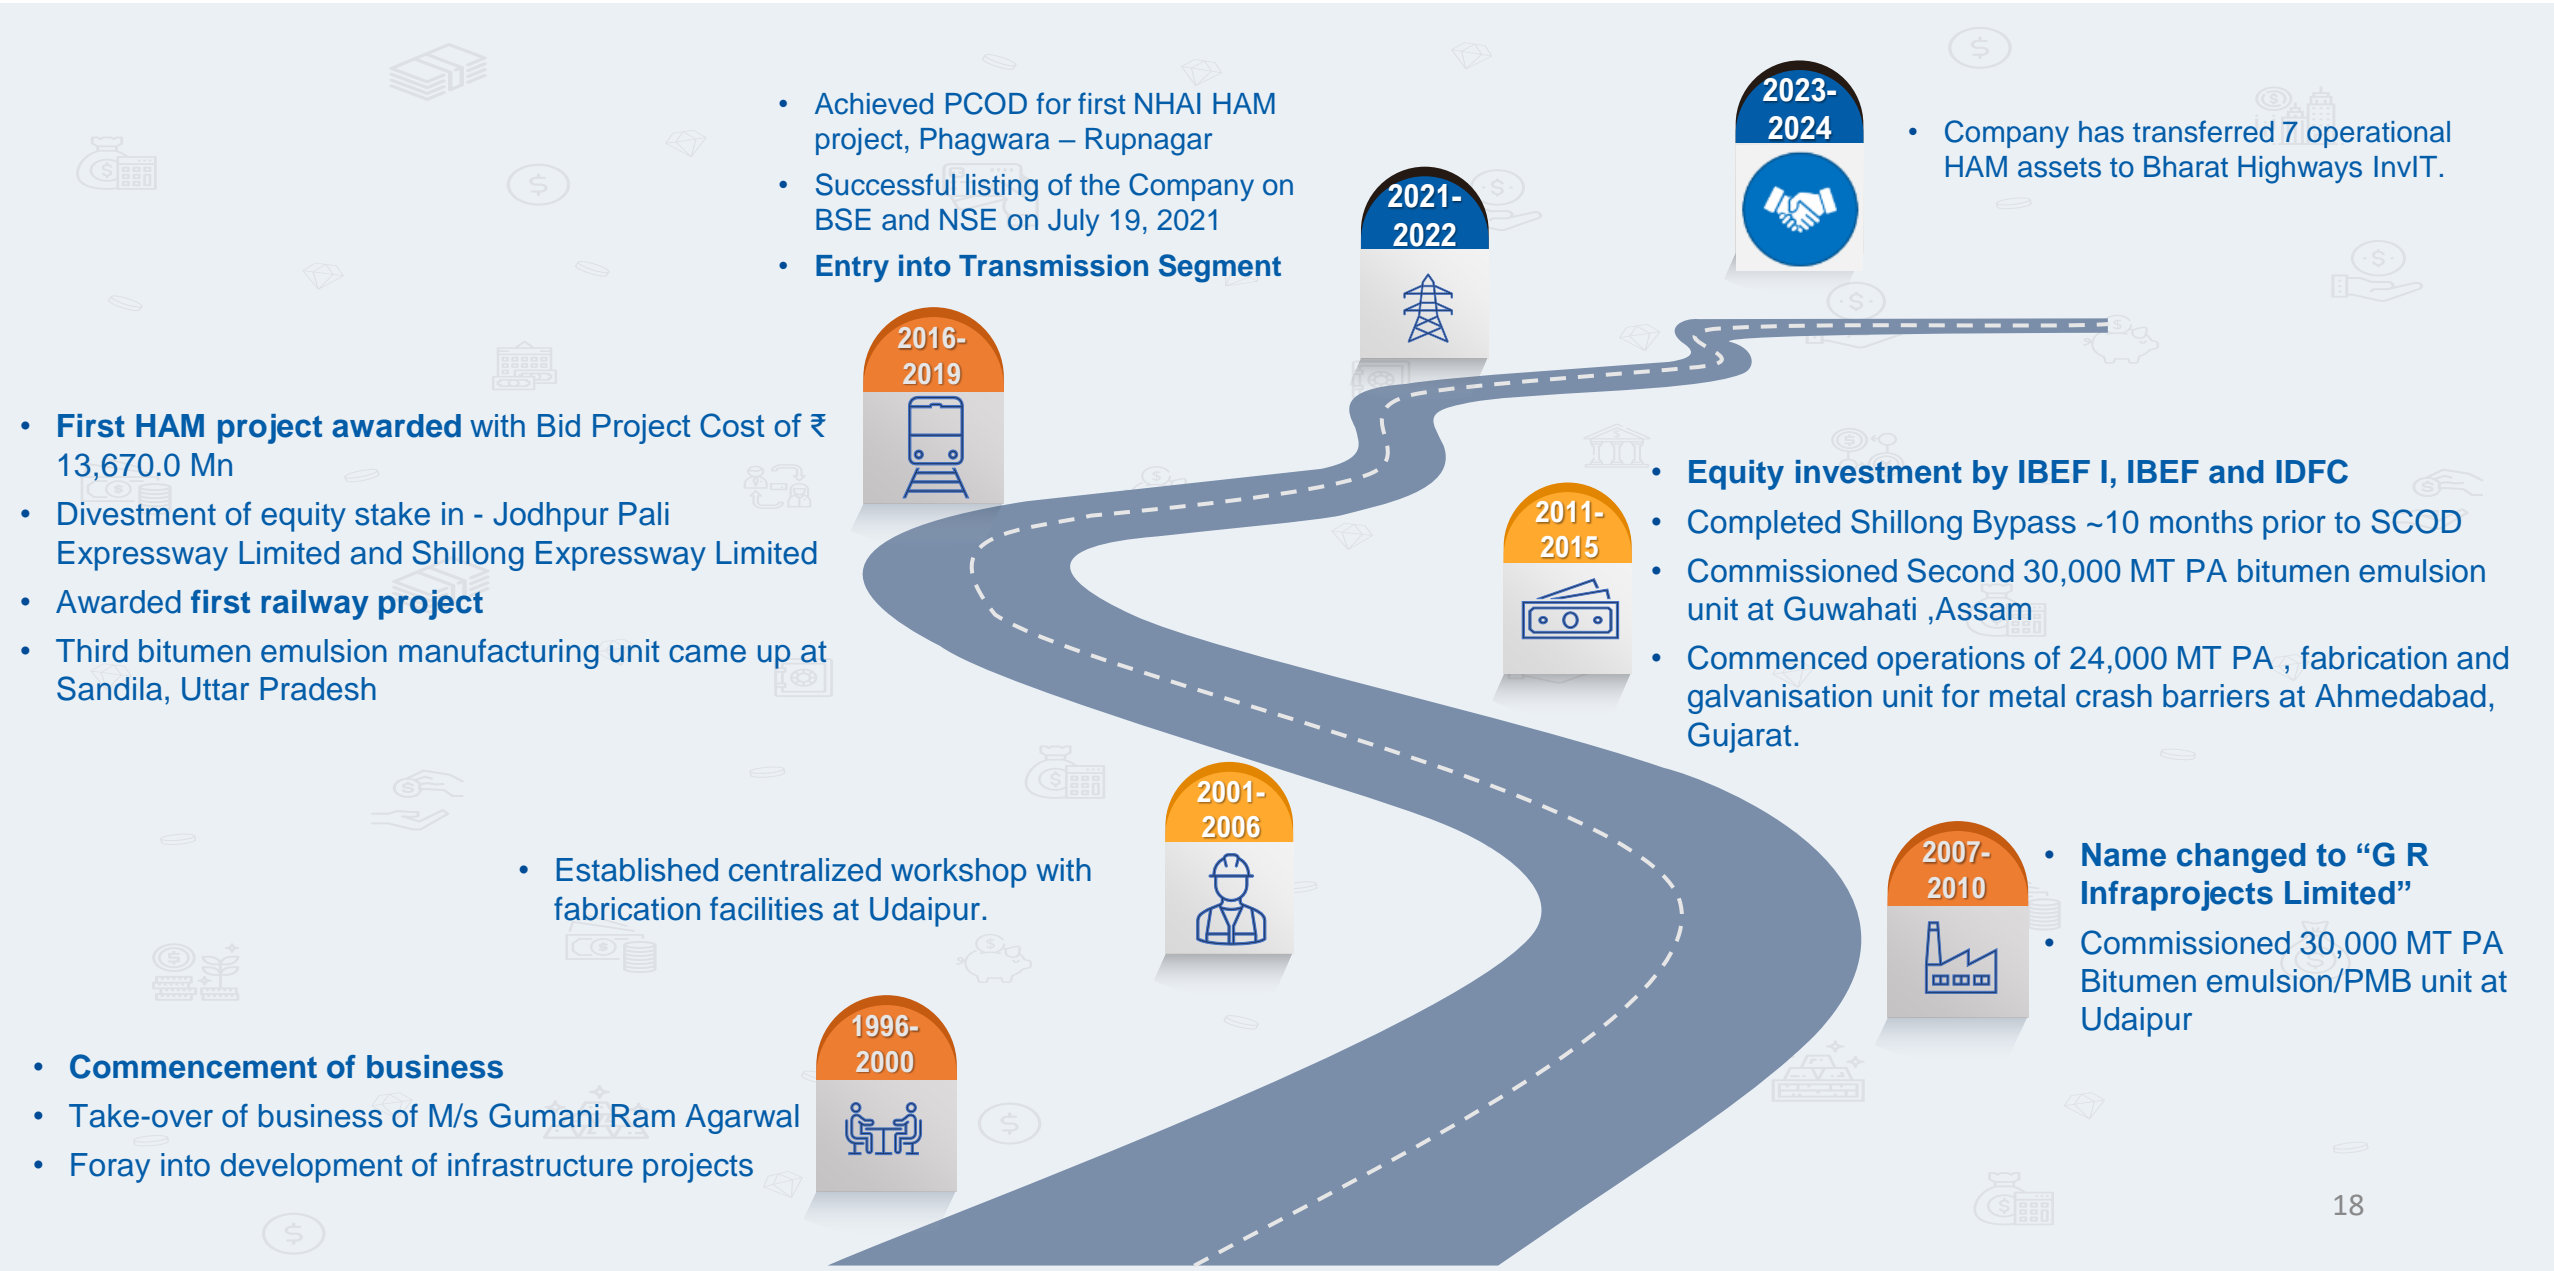 2023-
2024
• Company has transferred 7 operational
HAM assets to Bharat Highways InvIT.
• Achieved PCOD for first NHAI HAM
project, Phagwara – Rupnagar
• Successful listing of the Company on
BSE and NSE on July 19, 2021
• Entry into Transmission Segment
2021-
2022
2016-
2019
• First HAM project awarded with Bid Project Cost of ₹
13,670.0 Mn
• Divestment of equity stake in - Jodhpur Pali
Expressway Limited and Shillong Expressway Limited
• Awarded first railway project
• Third bitumen emulsion manufacturing unit came up at
Sandila, Uttar Pradesh
2011-
2015
• Equity investment by IBEF I, IBEF and IDFC
• Completed Shillong Bypass ~10 months prior to SCOD
• Commissioned Second 30,000 MT PA bitumen emulsion
unit at Guwahati ,Assam
• Commenced operations of 24,000 MT PA , fabrication and
galvanisation unit for metal crash barriers at Ahmedabad,
Gujarat.
2001-
2006
• Established centralized workshop with
fabrication facilities at Udaipur.
2007-
2010
• Name changed to “G R
Infraprojects Limited”
• Commissioned 30,000 MT PA
Bitumen emulsion/PMB unit at
Udaipur
1996-
2000
• Commencement of business
• Take-over of business of M/s Gumani Ram Agarwal
• Foray into development of infrastructure projects
18